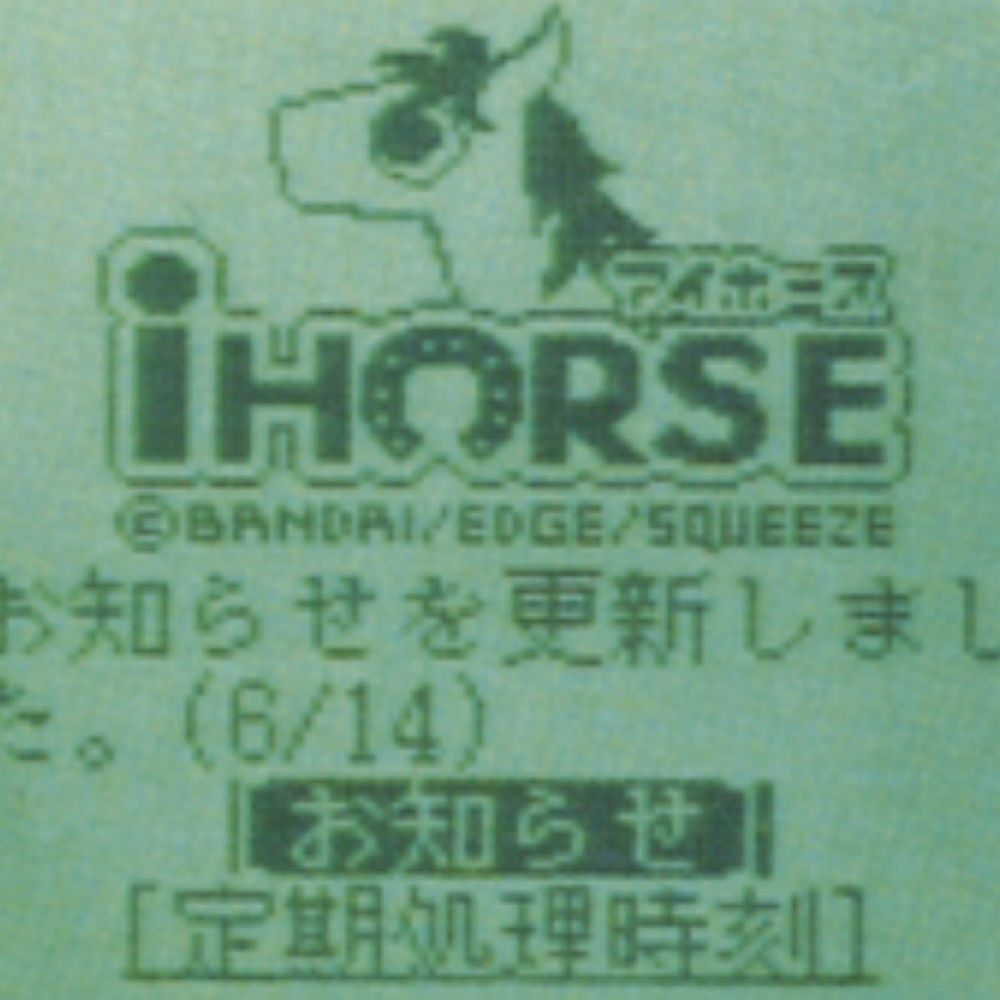 アイホース
iHORSE
©BANDAI/EDGE/SQUEEZE
お知らせを更新しまし
た。(6/14)
お知らせ
[定期処理時刻]